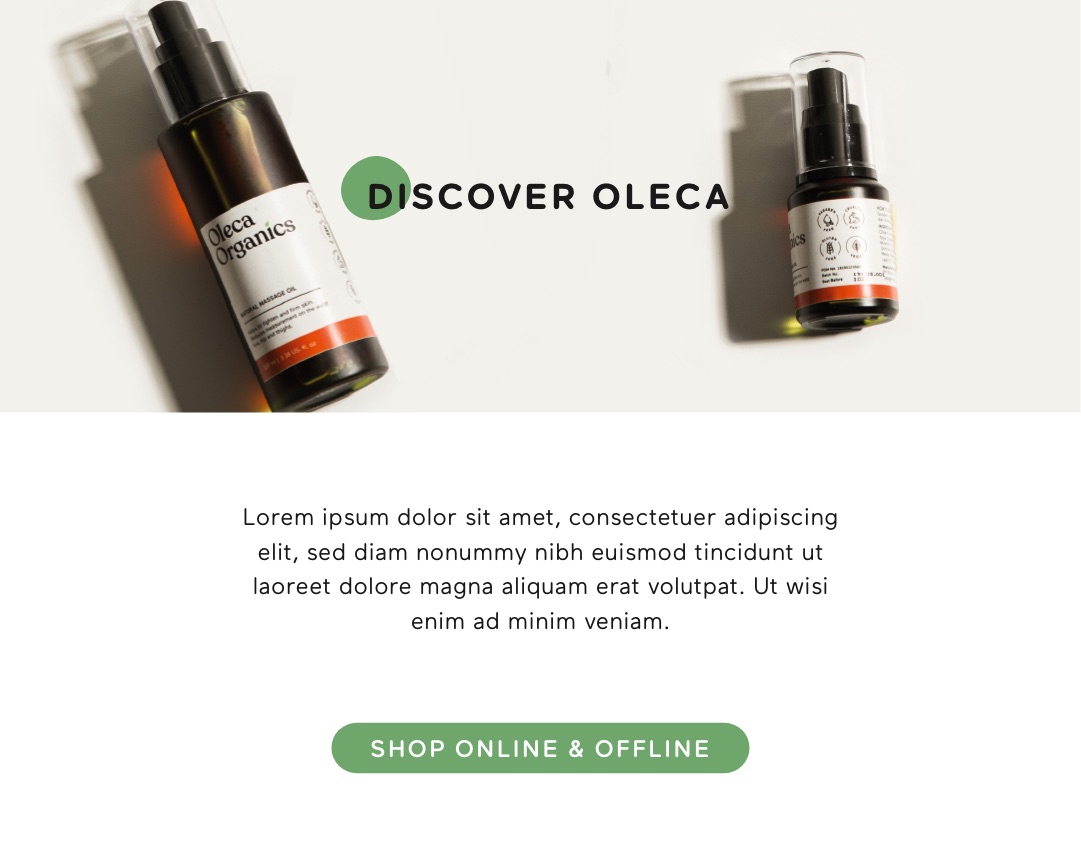 Oleca
Organics
NATURAL MASSAGE OIL
DISCOVER OLECA
Lorem ipsum dolor sit amet, consectetuer adipiscing
elit, sed diam nonummy nibh euismod tincidunt ut
laoreet dolore magna aliquam erat volutpat. Ut wisi
enim ad minim veniam.
SHOP ONLINE & OFFLINE